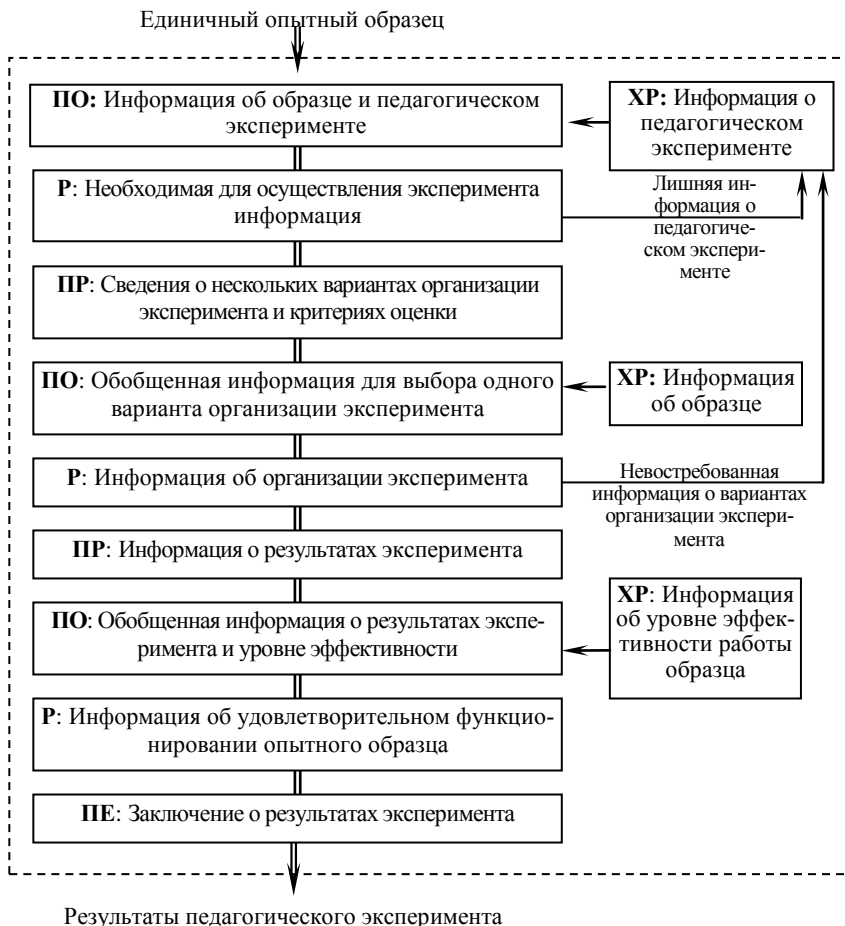 Единичный опытный образец
ПО: Информация об образце и педагогическом
эксперименте
ХР: Информация о
педагогическом
эксперименте
Р: Необходимая для осуществления эксперимента
информация
Лишняя ин-
формация о
педагогиче-
ском экспери-
менте
ПР: Сведения о нескольких вариантах организации
эксперимента и критериях оценки
ПО: Обобщенная информация для выбора одного
варианта организации эксперимента
ХР: Информация
об образце
Р: Информация об организации эксперимента
Невостребованная
информация о вариантах
организации экспери-
мента
ПР: Информация о результатах эксперимента
ПО: Обобщенная информация о результатах экспе-
римента и уровне эффективности
ХР: Информация
об уровне эффек-
тивности работы
образца
Р: Информация об удовлетворительном функцио-
нировании опытного образца
ПЕ: Заключение о результатах эксперимента
Результаты педагогического эксперимента